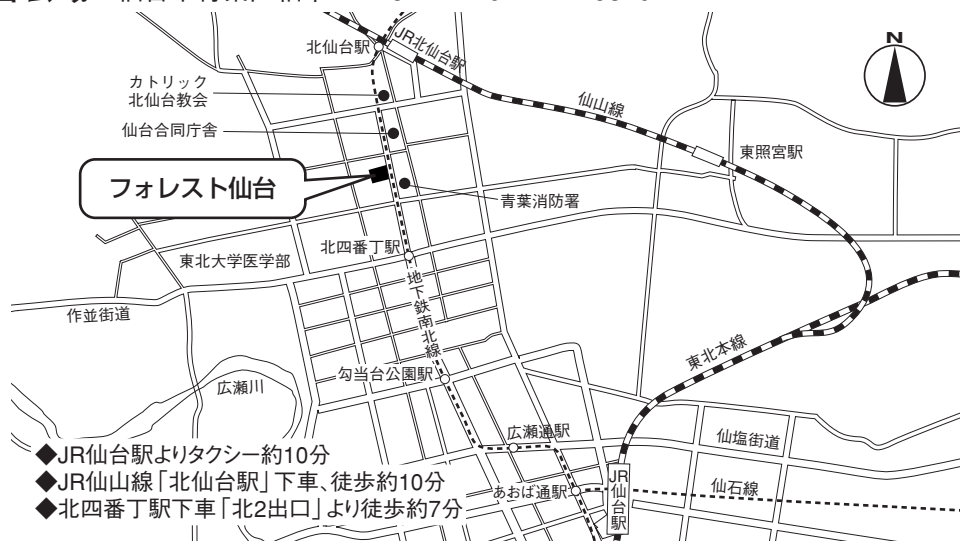 北仙台駅
JR北仙台駅
カトリック
北仙台教会
仙山線
N
仙台合同庁舎
東照宮駅
フォレスト仙台
青葉消防署
北四番丁駅
東北大学医学部
地下鉄南北線
作並街道
東北本線
勾当台公園駅
広瀬川
広瀬通駅
仙塩街道
あおば通駅
JR仙台駅
仙石線
◆JR仙台駅よりタクシー約10分
◆JR仙山線「北仙台駅」下車、徒歩約10分
◆北四番丁駅下車「北2出口」より徒歩約7分